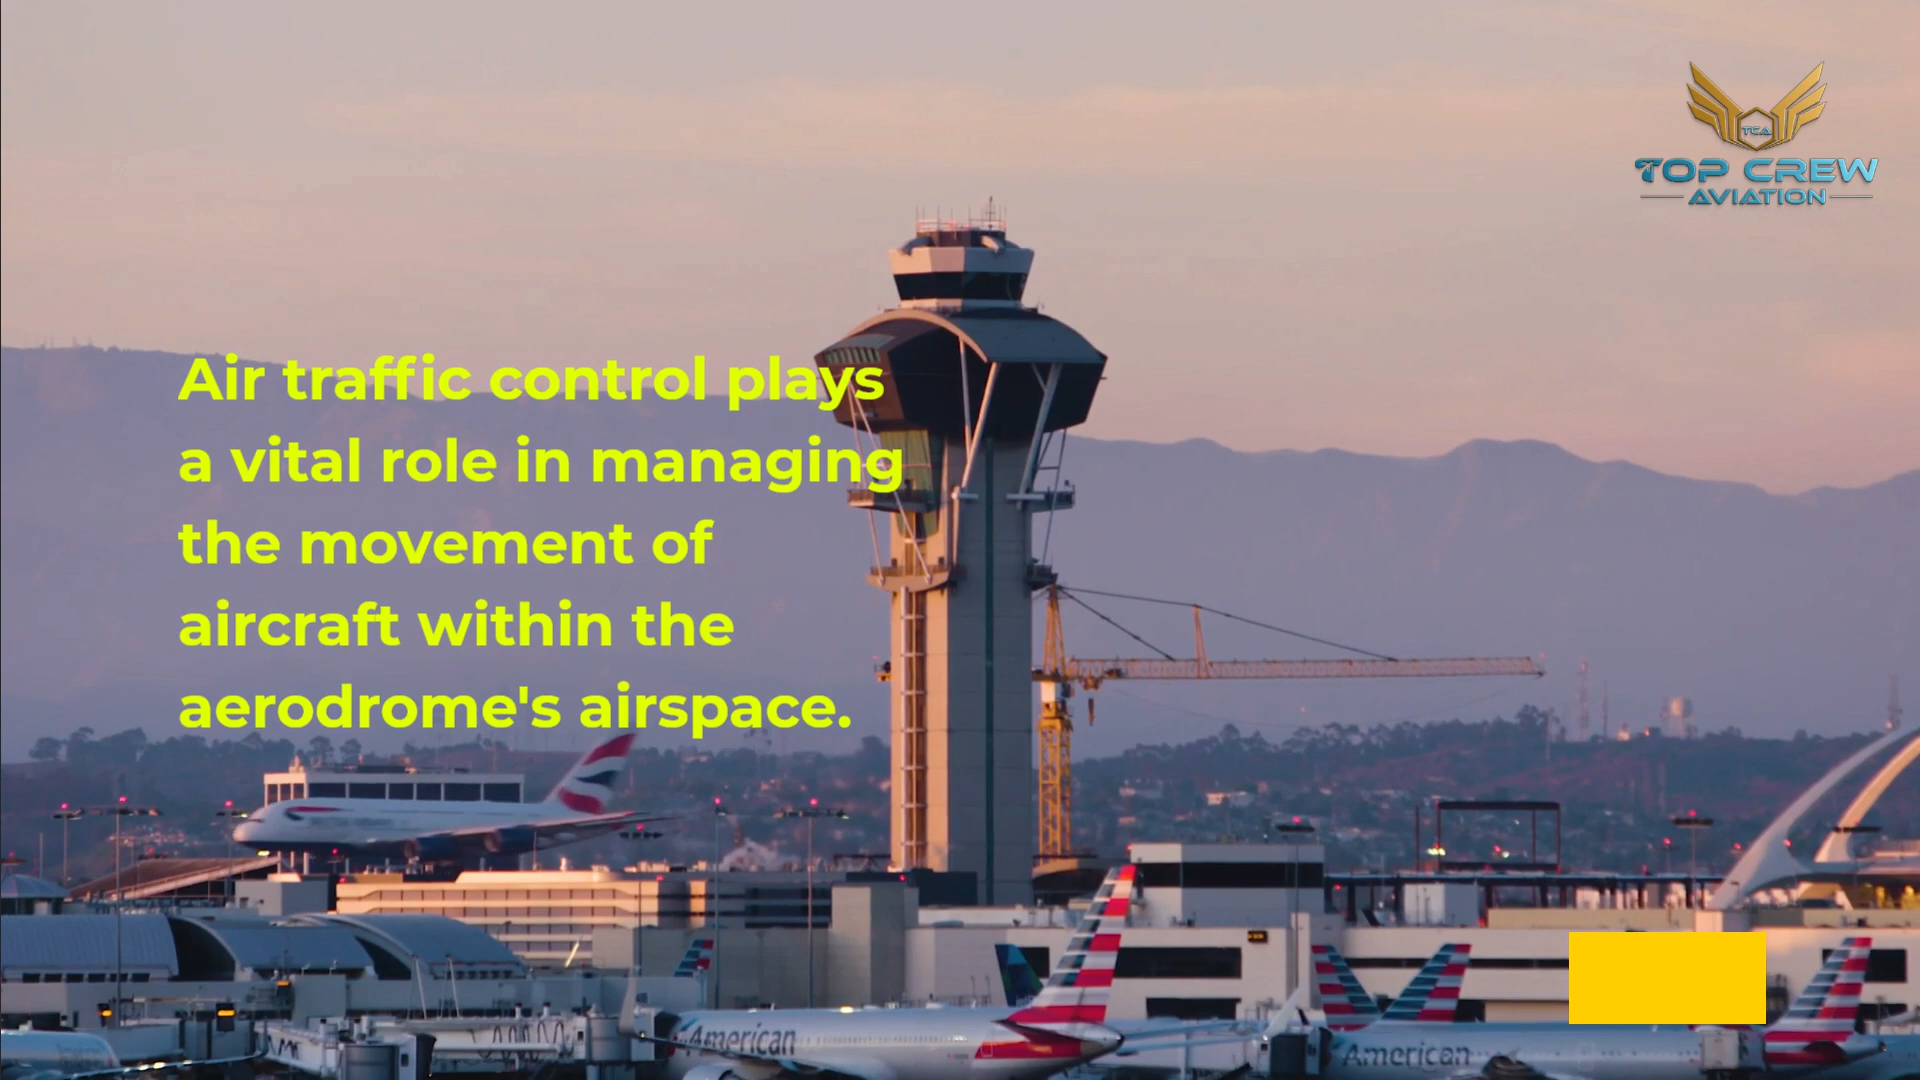 TCA
TOP CREW
AVIATION
Air traffic control plays
a vital role in managing
the movement of
aircraft within the
aerodrome's airspace.
American
American